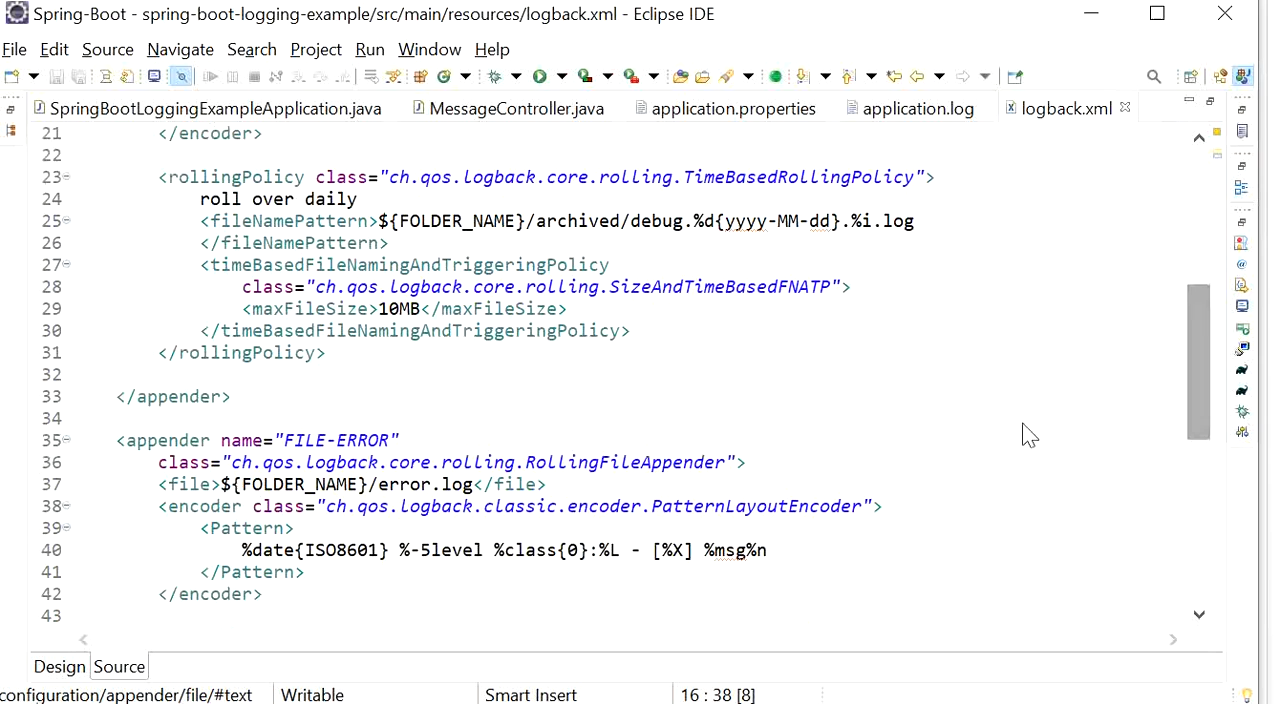 Spring-Boot - spring-boot-logging-example/src/main/resources/logback.xml - Eclipse IDE
File Edit Source Navigate Search Project Run Window Help
SpringBootLoggingExampleApplication.java MessageController.java application.properties application.log logback.xml
21 </encoder>
22
23 <rollingPolicy class="ch.qos.logback.core.rolling.TimeBasedRollingPolicy">
24 roll over daily
25 <fileNamePattern>${FOLDER_NAME}/archived/debug.%d{yyyy-MM-dd}.%i.log
26 </fileNamePattern>
27 <timeBasedFileNamingAndTriggeringPolicy
28 class="ch.qos.logback.core.rolling.SizeAndTimeBasedFNATP">
29 <maxFileSize>10MB</maxFileSize>
30 </timeBasedFileNamingAndTriggeringPolicy>
31 </rollingPolicy>
32
33 </appender>
34
35 <appender name="FILE-ERROR"
36 class="ch.qos.logback.core.rolling.RollingFileAppender">
37 <file>${FOLDER_NAME}/error.log</file>
38 <encoder class="ch.qos.logback.classic.encoder.PatternLayoutEncoder">
39 <Pattern>
40 %date{ISO8601} %-5level %class{0}:%L - [%X] %msg%n
41 </Pattern>
42 </encoder>
43
Design Source
configuration/appender/file/#text Writable Smart Insert 16 : 38 [8]